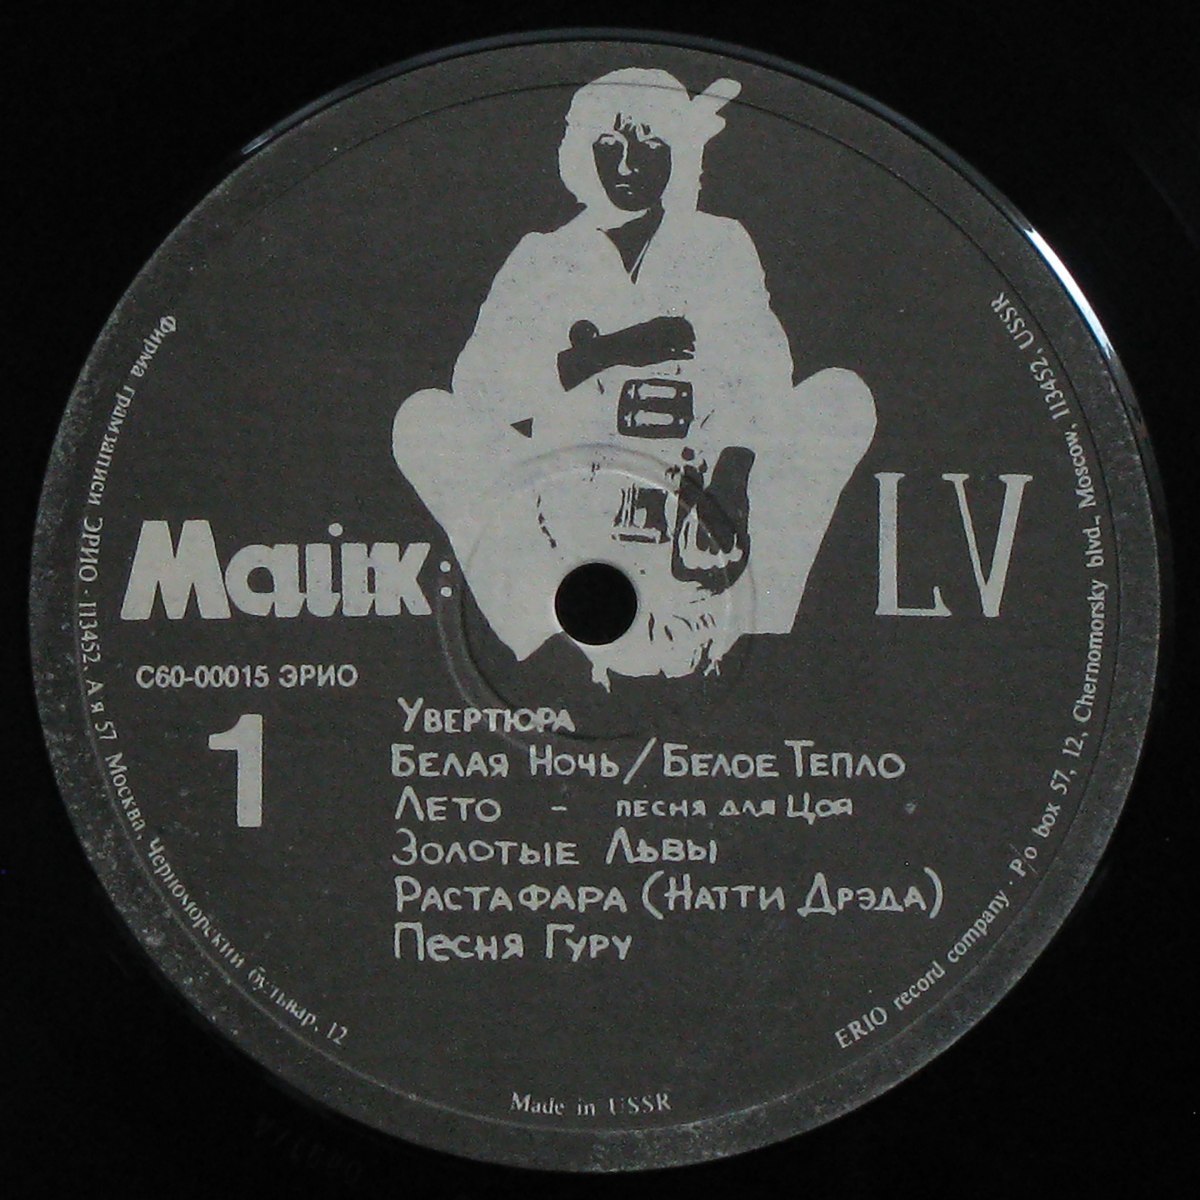 Майк:
LV
С60-00015 ЭРИО
1
Увертюра
Белая Ночь/Белое Тепло
Лето - песня для Цоя
Золотые Львы
Растафара (Натти Дрэда)
Песня Гуру
Фирма грамзаписи ЭРИО · 113452, А я 57 Москва, Черноморский бульвар, 12
Made in USSR
ERIO record company · P/o box 57, 12, Chernomorsky blvd., Moscow, 113452, USSR